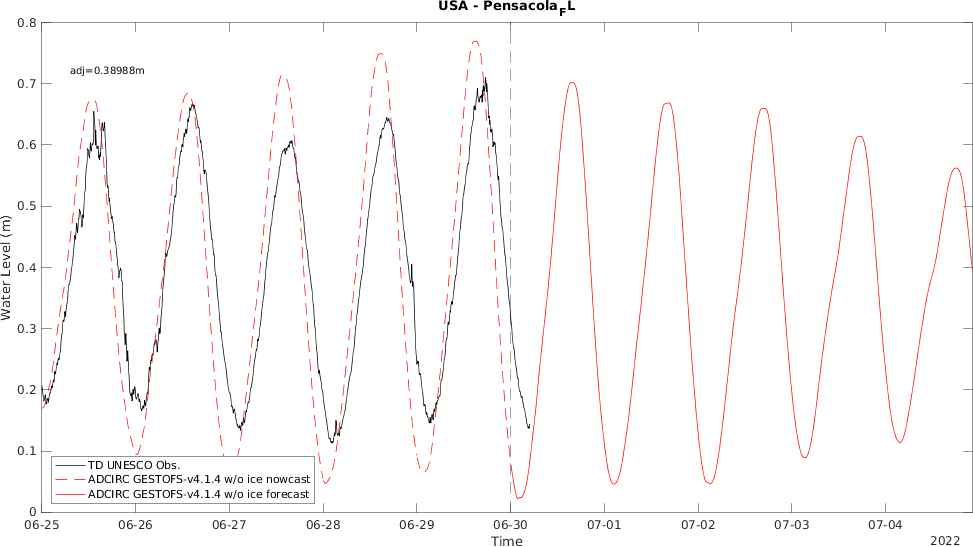 USA - Pensacola_FL
adj=0.38988m
0.8
0.7
0.6
0.5
0.4
0.3
0.2
0.1
0
Water Level (m)
TD UNESCO Obs.
ADCIRC GESTOFS-v4.1.4 w/o ice nowcast
ADCIRC GESTOFS-v4.1.4 w/o ice forecast
06-25 06-26 06-27 06-28 06-29 06-30 07-01 07-02 07-03 07-04
Time
2022